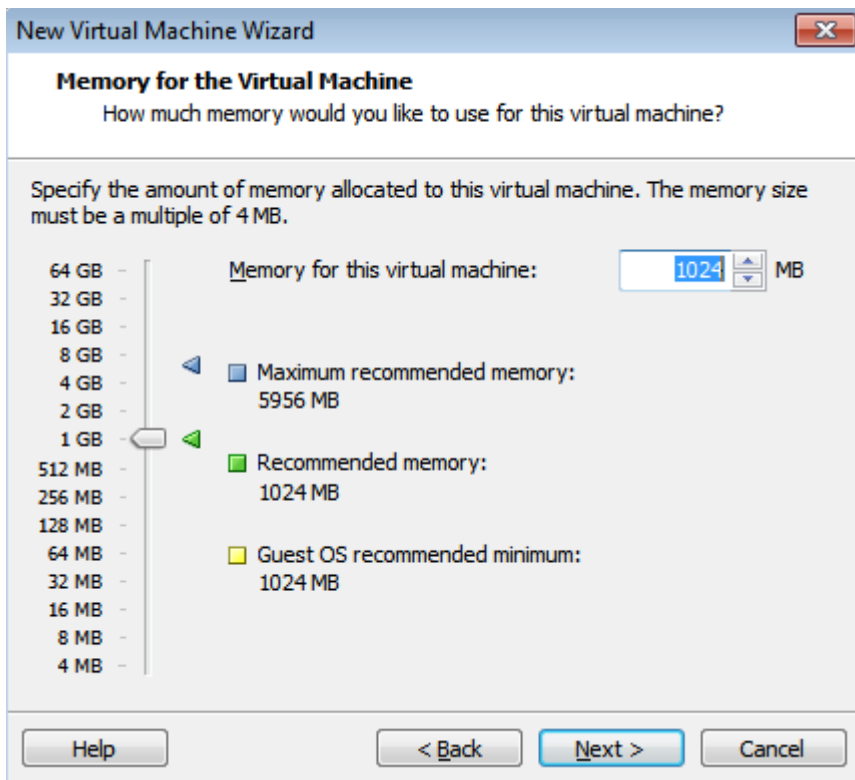 New Virtual Machine Wizard
Memory for the Virtual Machine
How much memory would you like to use for this virtual machine?
Specify the amount of memory allocated to this virtual machine. The memory size
must be a multiple of 4 MB.
Memory for this virtual machine: 1024 MB
64 GB
32 GB
16 GB
8 GB
4 GB
2 GB
1 GB
512 MB
256 MB
128 MB
64 MB
32 MB
16 MB
8 MB
4 MB
Maximum recommended memory:
5956 MB
Recommended memory:
1024 MB
Guest OS recommended minimum:
1024 MB
Help
< Back
Next >
Cancel